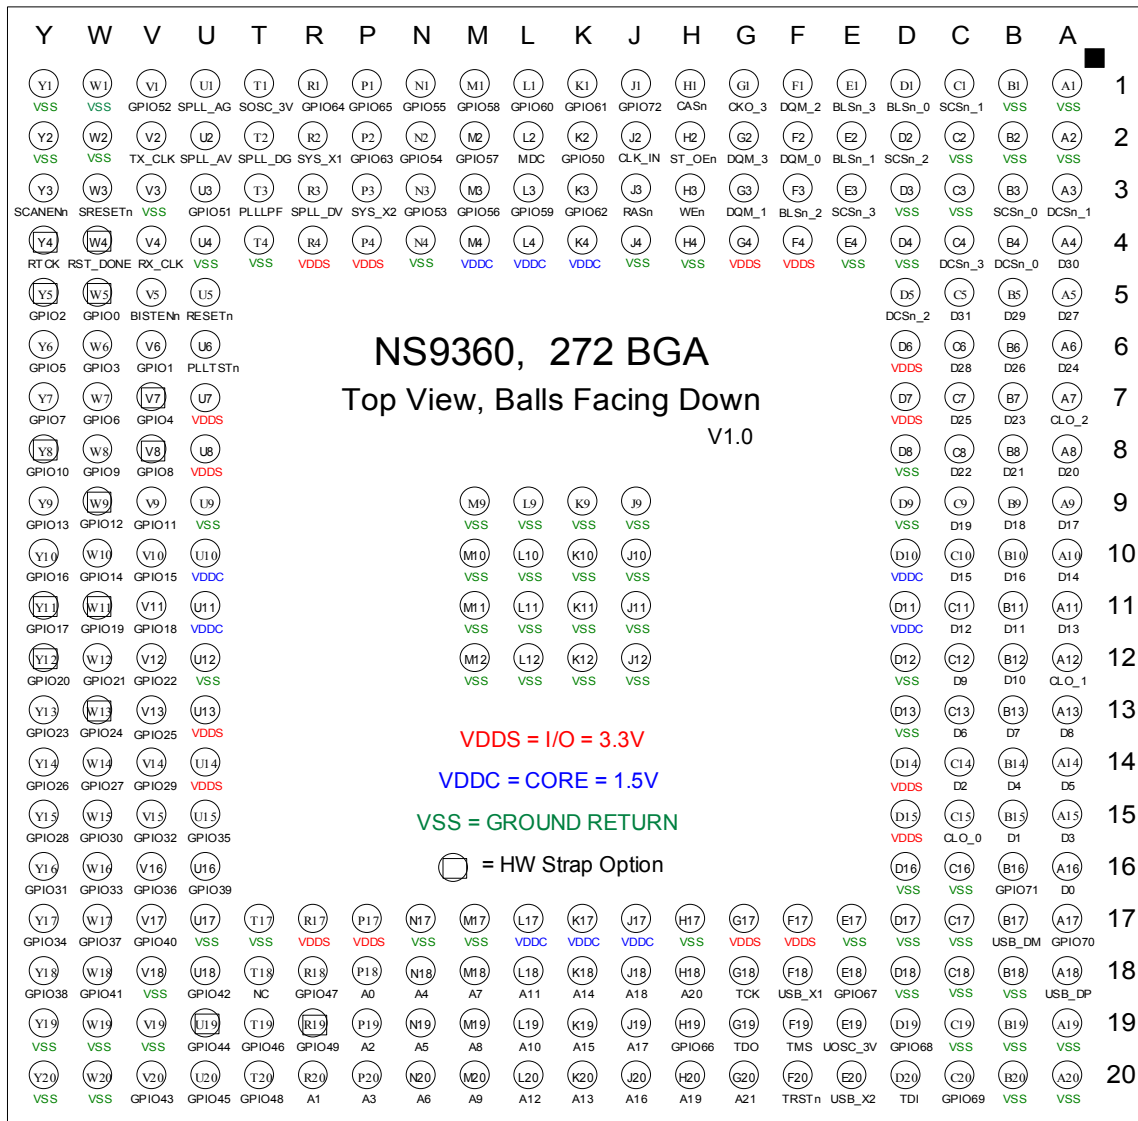 Y W V U T R P N M L K J H G F E D C B A
Y1 W1 V1 U1 T1 R1 P1 N1 M1 L1 K1 J1 H1 G1 F1 E1 D1 C1 B1 A1 1
VSS VSS GPIO52 SPLL_AG SOSC_3V GPIO64 GPIO65 GPIO55 GPIO58 GPIO60 GPIO61 GPIO72 CASn CKO_3 DQM_2 BLSn_3 BLSn_0 SCSn_1 VSS VSS
Y2 W2 V2 U2 T2 R2 P2 N2 M2 L2 K2 J2 H2 G2 F2 E2 D2 C2 B2 A2 2
VSS VSS TX_CLK SPLL_AV SPLL_DG SYS_X1 GPIO63 GPIO54 GPIO57 MDC GPIO50 CLK_IN ST_OEn DQM_3 DQM_0 BLSn_1 SCSn_2 VSS VSS VSS
Y3 W3 V3 U3 T3 R3 P3 N3 M3 L3 K3 J3 H3 G3 F3 E3 D3 C3 B3 A3 3
SCANENn SRESETn VSS GPIO51 PLLLPF SPLL_DV SYS_X2 GPIO53 GPIO56 GPIO59 GPIO62 RASn WEn DQM_1 BLSn_2 SCSn_3 VSS VSS SCSn_0 DCSn_1
Y4 W4 V4 U4 T4 R4 P4 N4 M4 L4 K4 J4 H4 G4 F4 E4 D4 C4 B4 A4 4
RTCK RST_DONE RX_CLK VSS VSS VDDS VDDS VSS VDDC VDDC VDDC VSS VSS VDDS VDDS VSS VSS DCSn_3 DCSn_0 D30
Y5 W5 V5 U5 D5 C5 B5 A5 5
GPIO2 GPIO0 BISTENn RESETn DCSn_2 D31 D29 D27
Y6 W6 V6 U6 NS9360, 272 BGA D6 C6 B6 A6 6
GPIO5 GPIO3 GPIO1 PLLTSTn VDDS D28 D26 D24
Y7 W7 V7 U7 Top View, Balls Facing Down D7 C7 B7 A7 7
GPIO7 GPIO6 GPIO4 VDDS VDDS D25 D23 CLO_2
V1.0
Y8 W8 V8 U8 D8 C8 B8 A8 8
GPIO10 GPIO9 GPIO8 VDDS VSS D22 D21 D20
Y9 W9 V9 U9 M9 L9 K9 J9 D9 C9 B9 A9 9
GPIO13 GPIO12 GPIO11 VSS VSS VSS VSS VSS VSS D19 D18 D17
Y10 W10 V10 U10 M10 L10 K10 J10 D10 C10 B10 A10 10
GPIO16 GPIO14 GPIO15 VDDC VSS VSS VSS VSS VDDC D15 D16 D14
Y11 W11 V11 U11 M11 L11 K11 J11 D11 C11 B11 A11 11
GPIO17 GPIO19 GPIO18 VDDC VSS VSS VSS VSS VDDC D12 D11 D13
Y12 W12 V12 U12 M12 L12 K12 J12 D12 C12 B12 A12 12
GPIO20 GPIO21 GPIO22 VSS VSS VSS VSS VSS VSS D9 D10 CLO_1
Y13 W13 V13 U13 D13 C13 B13 A13 13
GPIO23 GPIO24 GPIO25 VDDS VDDS = I/O = 3.3V VSS D6 D7 D8
Y14 W14 V14 U14 D14 C14 B14 A14 14
GPIO26 GPIO27 GPIO29 VDDS VDDC = CORE = 1.5V VDDS D2 D4 D5
Y15 W15 V15 U15 VSS = GROUND RETURN D15 C15 B15 A15 15
GPIO28 GPIO30 GPIO32 GPIO35 VDDS CLO_0 D1 D3
Y16 W16 V16 U16 = HW Strap Option D16 C16 B16 A16 16
GPIO31 GPIO33 GPIO36 GPIO39 VSS VSS GPIO71 D0
Y17 W17 V17 U17 T17 R17 P17 N17 M17 L17 K17 J17 H17 G17 F17 E17 D17 C17 B17 A17 17
GPIO34 GPIO37 GPIO40 VSS VSS VDDS VDDS VSS VSS VDDC VDDC VDDC VSS VDDS VDDS VSS VSS VSS USB_DM GPIO70
Y18 W18 V18 U18 T18 R18 P18 N18 M18 L18 K18 J18 H18 G18 F18 E18 D18 C18 B18 A18 18
GPIO38 GPIO41 VSS GPIO42 NC GPIO47 A0 A4 A7 A11 A14 A18 A20 TCK USB_X1 GPIO67 VSS VSS VSS USB_DP
Y19 W19 V19 U19 T19 R19 P19 N19 M19 L19 K19 J19 H19 G19 F19 E19 D19 C19 B19 A19 19
VSS VSS VSS GPIO44 GPIO46 GPIO49 A2 A5 A8 A10 A15 A17 GPIO66 TDO TMS UOSC_3V GPIO68 VSS VSS VSS
Y20 W20 V20 U20 T20 R20 P20 N20 M20 L20 K20 J20 H20 G20 F20 E20 D20 C20 B20 A20 20
VSS VSS GPIO43 GPIO45 GPIO48 A1 A3 A6 A9 A12 A13 A16 A19 A21 TRSTn USB_X2 TDI GPIO69 VSS VSS